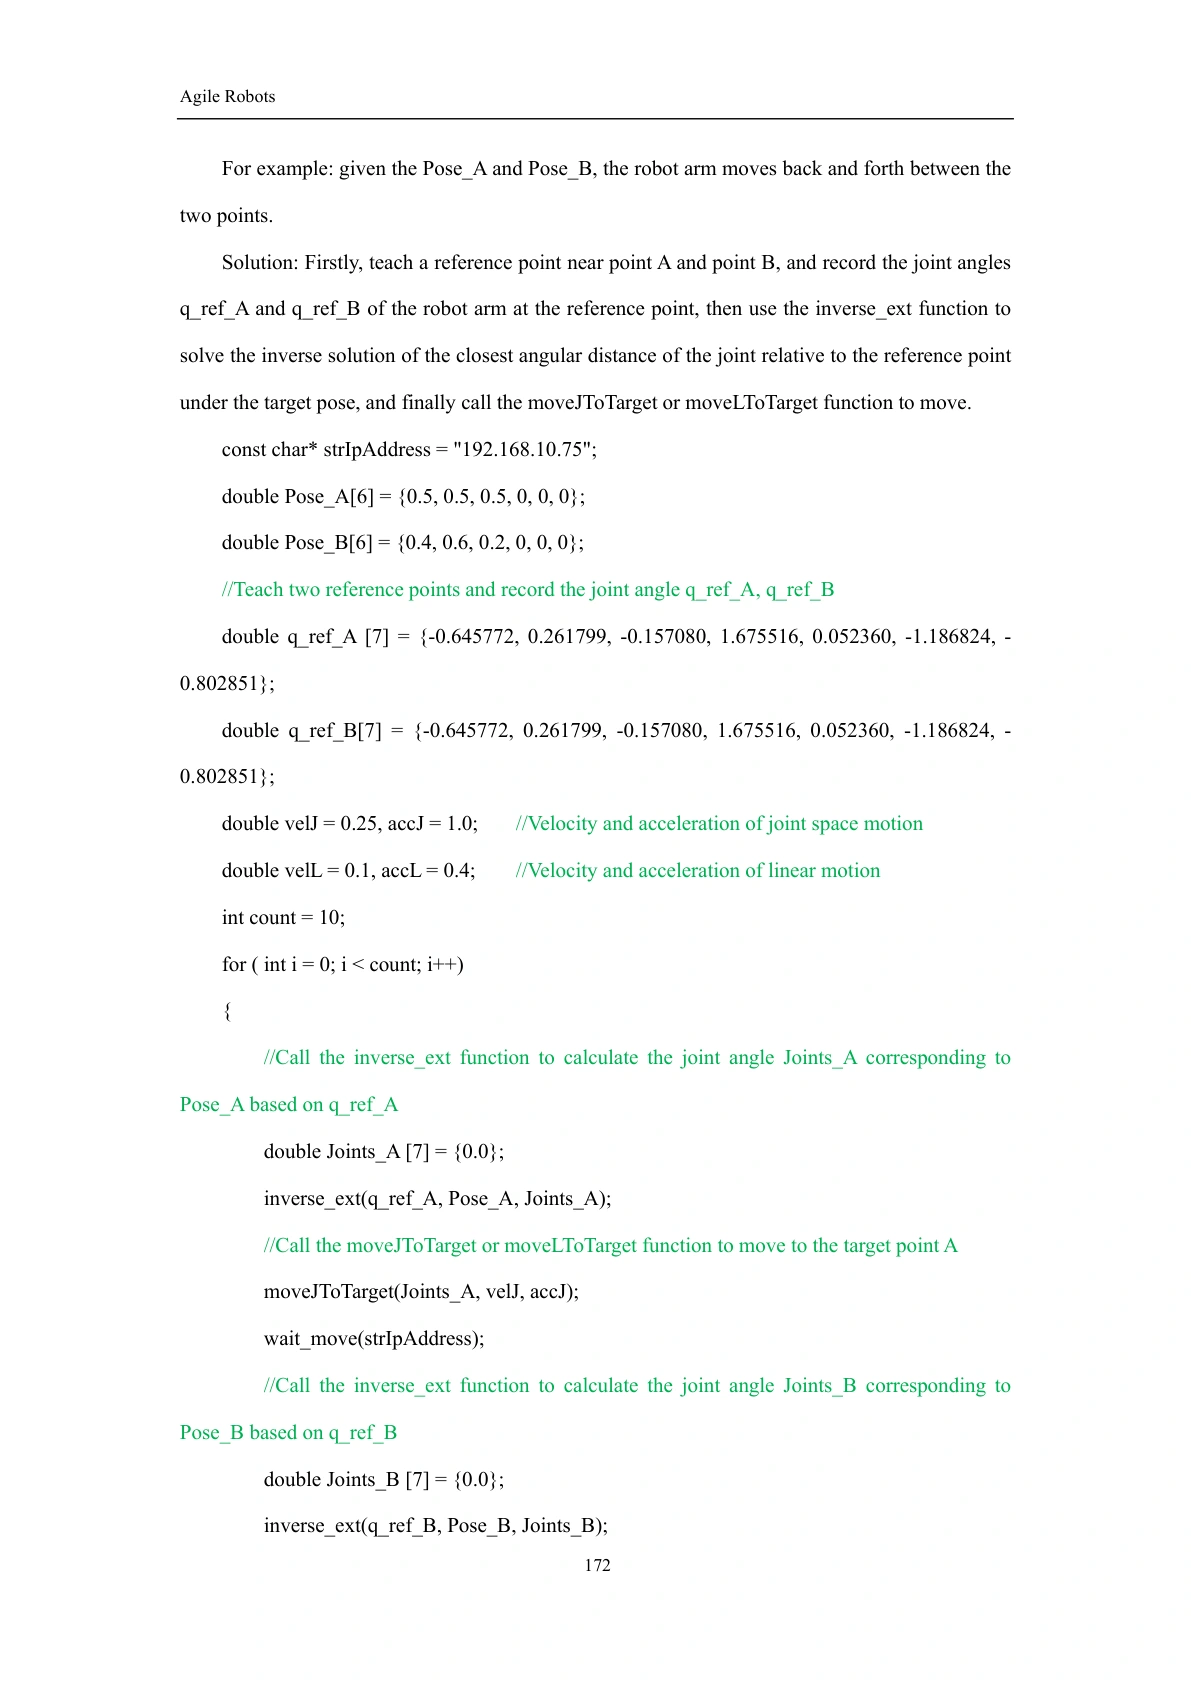 Agile Robots
For example: given the Pose_A and Pose_B, the robot arm moves back and forth between the
two points.
Solution: Firstly, teach a reference point near point A and point B, and record the joint angles
q_ref_A and q_ref_B of the robot arm at the reference point, then use the inverse_ext function to
solve the inverse solution of the closest angular distance of the joint relative to the reference point
under the target pose, and finally call the moveJToTarget or moveLToTarget function to move.
const char* strIpAddress = "192.168.10.75";
double Pose_A[6] = {0.5, 0.5, 0.5, 0, 0, 0};
double Pose_B[6] = {0.4, 0.6, 0.2, 0, 0, 0};
//Teach two reference points and record the joint angle q_ref_A, q_ref_B
double q_ref_A [7] = {-0.645772, 0.261799, -0.157080, 1.675516, 0.052360, -1.186824, -
0.802851};
double q_ref_B[7] = {-0.645772, 0.261799, -0.157080, 1.675516, 0.052360, -1.186824, -
0.802851};
double velJ = 0.25, accJ = 1.0; //Velocity and acceleration of joint space motion
double velL = 0.1, accL = 0.4; //Velocity and acceleration of linear motion
int count = 10;
for ( int i = 0; i < count; i++)
{
//Call the inverse_ext function to calculate the joint angle Joints_A corresponding to
Pose_A based on q_ref_A
double Joints_A [7] = {0.0};
inverse_ext(q_ref_A, Pose_A, Joints_A);
//Call the moveJToTarget or moveLToTarget function to move to the target point A
moveJToTarget(Joints_A, velJ, accJ);
wait_move(strIpAddress);
//Call the inverse_ext function to calculate the joint angle Joints_B corresponding to
Pose_B based on q_ref_B
double Joints_B [7] = {0.0};
inverse_ext(q_ref_B, Pose_B, Joints_B);
172